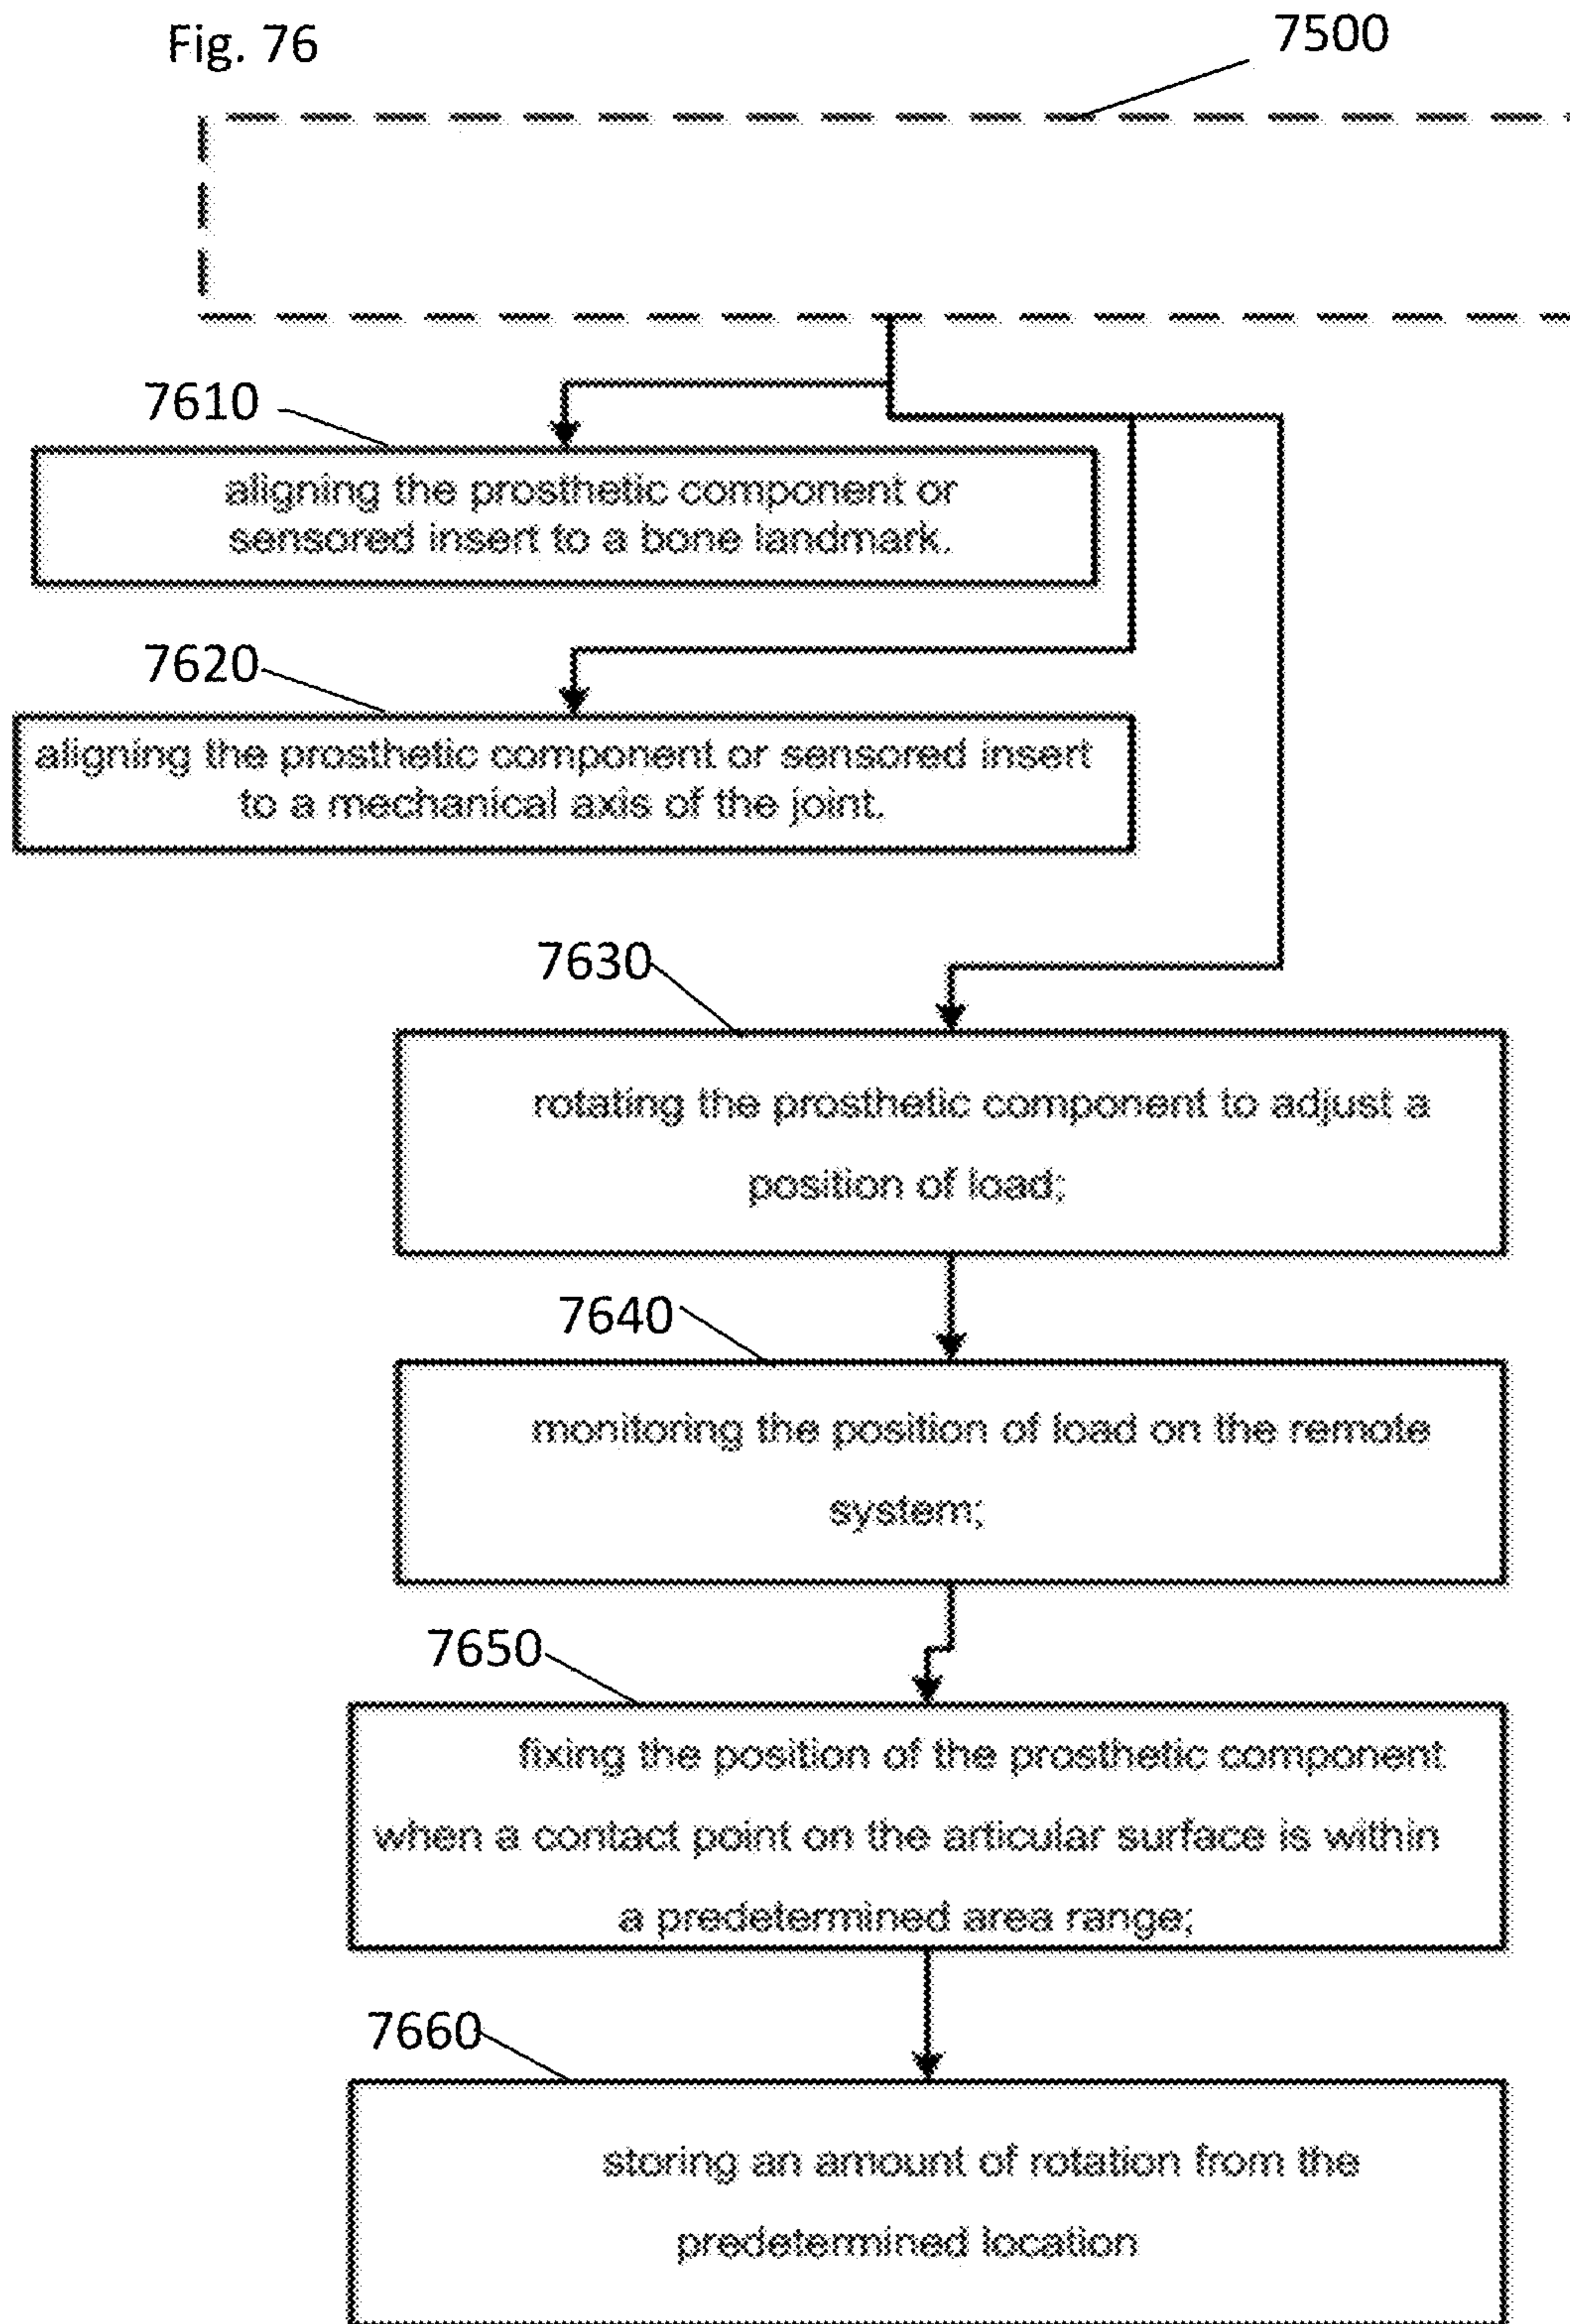 Fig. 76
7500
7610
aligning the prosthetic component or
sensored insert to a bone landmark.
7620
aligning the prosthetic component or sensored insert
to a mechanical axis of the joint.
7630
rotating the prosthetic component to adjust a
position of load;
7640
monitoring the position of load on the remote
system;
7650
fixing the position of the prosthetic component
when a contact point on the articular surface is within
a predetermined area range;
7660
storing an amount of rotation from the
predetermined location